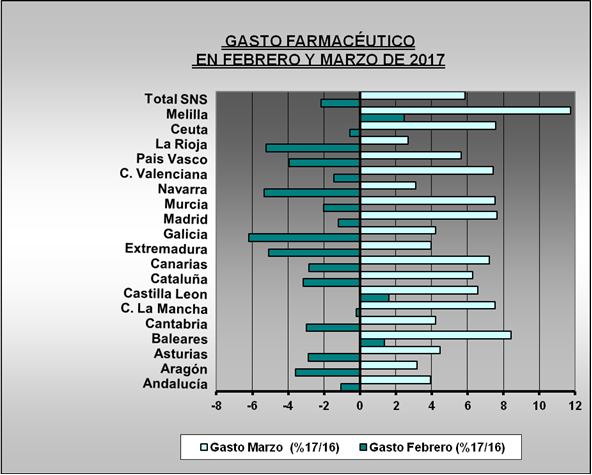 GASTO FARMACÉUTICO
EN FEBRERO Y MARZO DE 2017
Total SNS
Melilla
Ceuta
La Rioja
Pais Vasco
C. Valenciana
Navarra
Murcia
Madrid
Galicia
Extremadura
Canarias
Cataluña
Castilla Leon
C. La Mancha
Cantabria
Baleares
Asturias
Aragón
Andalucía
-8 -6 -4 -2 0 2 4 6 8 10 12
Gasto Marzo (%17/16) Gasto Febrero (%17/16)